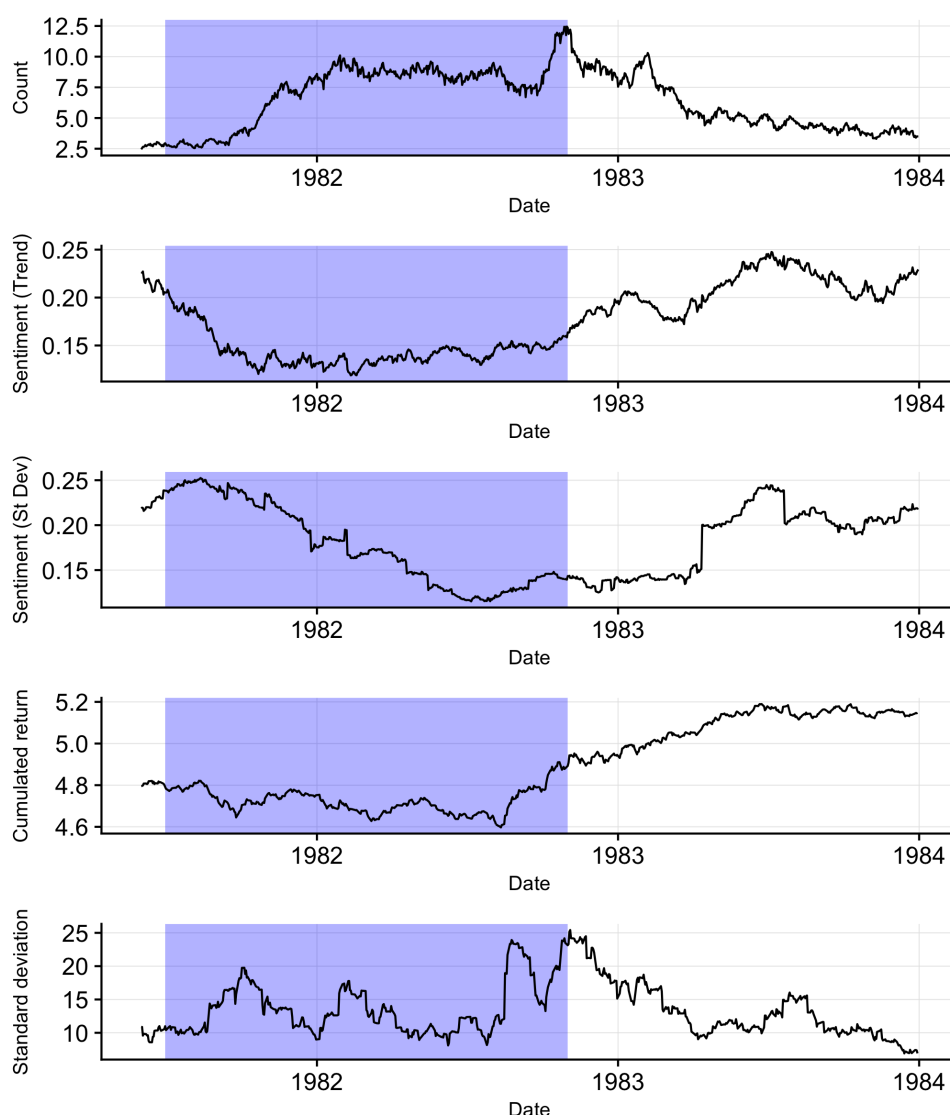 Count
12.5
10.0
7.5
5.0
2.5
1982 1983 1984
Date
Sentiment (Trend)
0.25
0.20
0.15
1982 1983 1984
Date
Sentiment (St Dev)
0.25
0.20
0.15
1982 1983 1984
Date
Cumulated return
5.2
5.0
4.8
4.6
1982 1983 1984
Date
Standard deviation
25
20
15
10
1982 1983 1984
Date